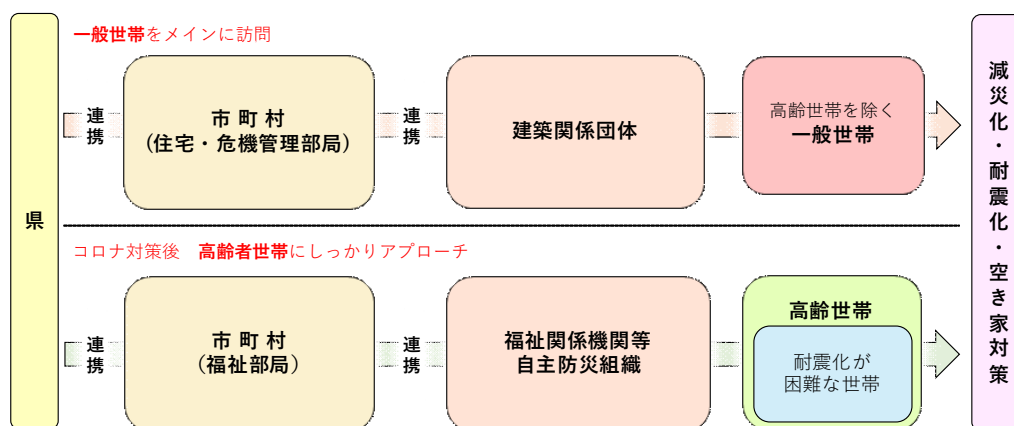 県
一般世帯をメインに訪問
連携
市町村
(住宅・危機管理部局)
連携
建築関係団体
高齢世帯を除く
一般世帯
コロナ対策後　高齢者世帯にしっかりアプローチ
連携
市町村
(福祉部局)
連携
福祉関係機関等
自主防災組織
高齢世帯
耐震化が
困難な世帯
減災化・耐震化・空き家対策